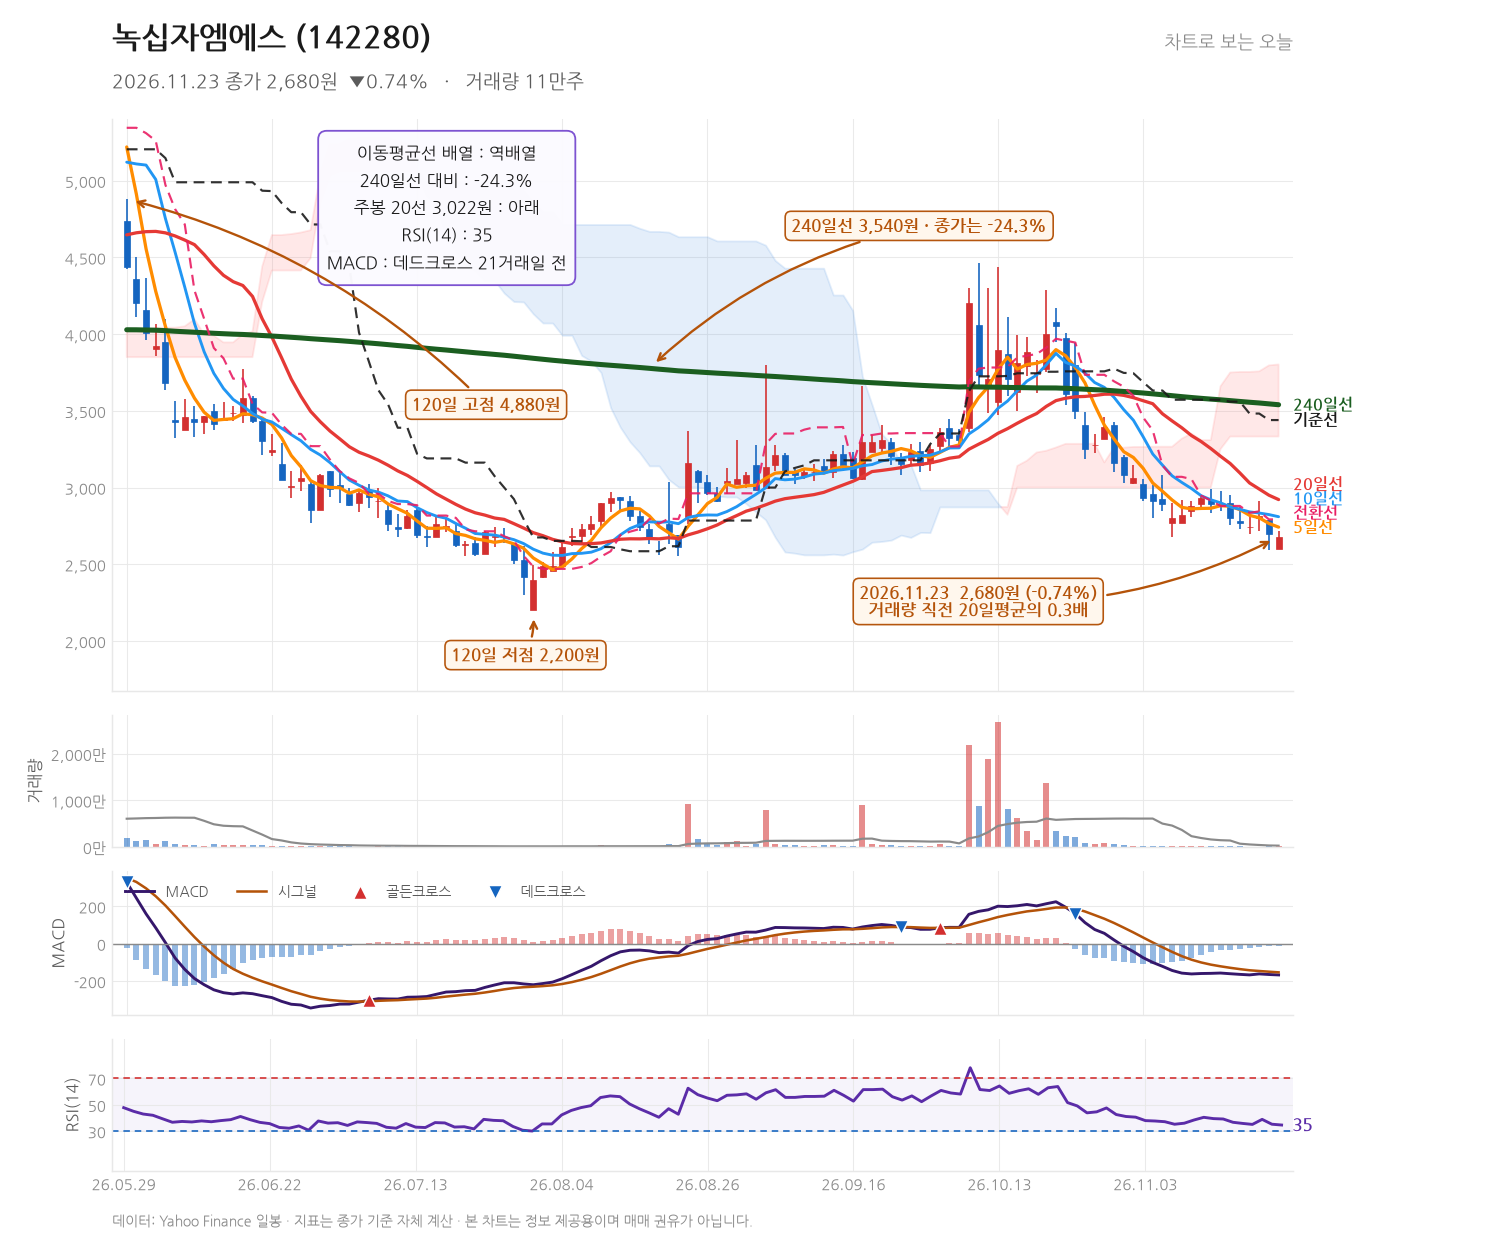 녹십자엠에스 (142280)
차트로 보는 오늘
2026.11.23 종가 2,680원 ▼0.74% · 거래량 11만주
이동평균선 배열 : 역배열
240일선 대비 : -24.3%
주봉 20선 3,022원 : 아래
RSI(14) : 35
MACD : 데드크로스 21거래일 전
240일선 3,540원 · 종가는 -24.3%
120일 고점 4,880원
120일 저점 2,200원
2026.11.23 2,680원 (-0.74%)
거래량 직전 20일평균의 0.3배
5,000
4,500
4,000
3,500
3,000
2,500
2,000
240일선
기준선
20일선
10일선
전환선
5일선
거래량
2,000만
1,000만
0만
MACD
MACD 시그널 골든크로스 데드크로스
200
0
-200
RSI(14)
70
50
30
35
26.05.29 26.06.22 26.07.13 26.08.04 26.08.26 26.09.16 26.10.13 26.11.03
데이터: Yahoo Finance 일봉 · 지표는 종가 기준 자체 계산 · 본 차트는 정보 제공용이며 매매 권유가 아닙니다.